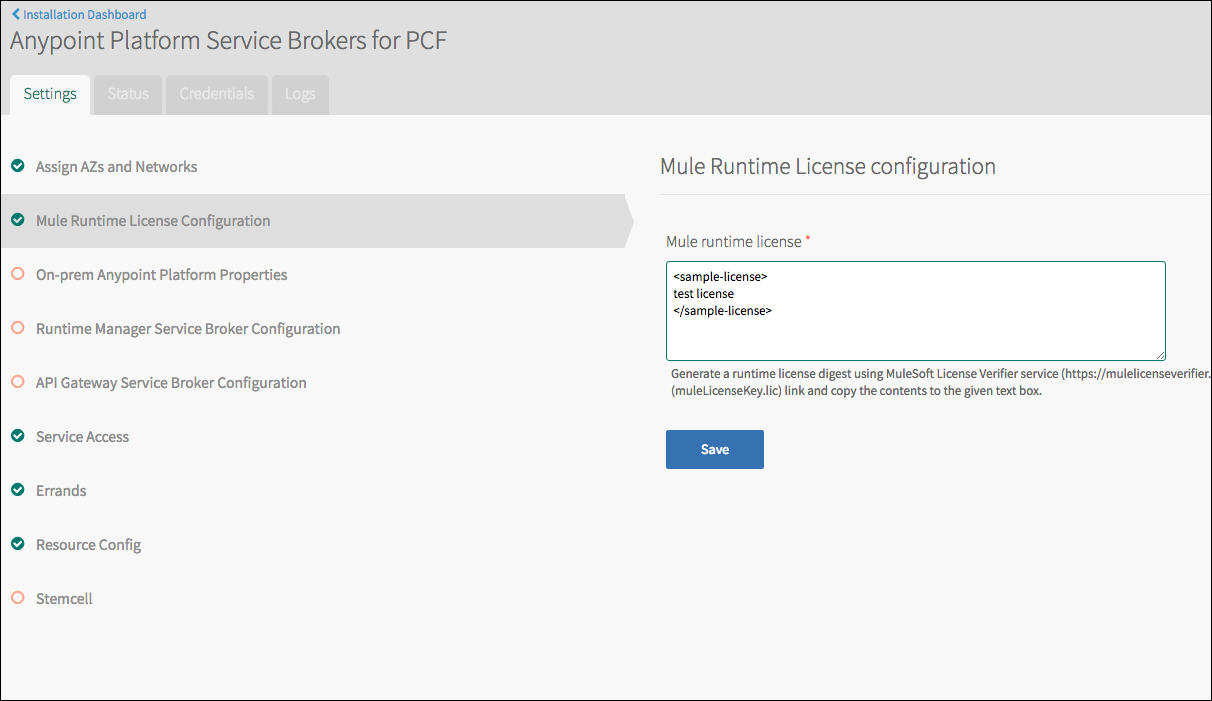 Installation Dashboard
Anypoint Platform Service Brokers for PCF
Settings
Status
Credentials
Logs
Assign AZs and Networks
Mule Runtime License Configuration
On-prem Anypoint Platform Properties
Runtime Manager Service Broker Configuration
API Gateway Service Broker Configuration
Service Access
Errands
Resource Config
Stemcell
Mule Runtime License configuration
Mule runtime license *
<sample-license>
test license
</sample-license>
Generate a runtime license digest using MuleSoft License Verifier service (https://mulelicenseverifier.
(muleLicenseKey.lic) link and copy the contents to the given text box.
Save